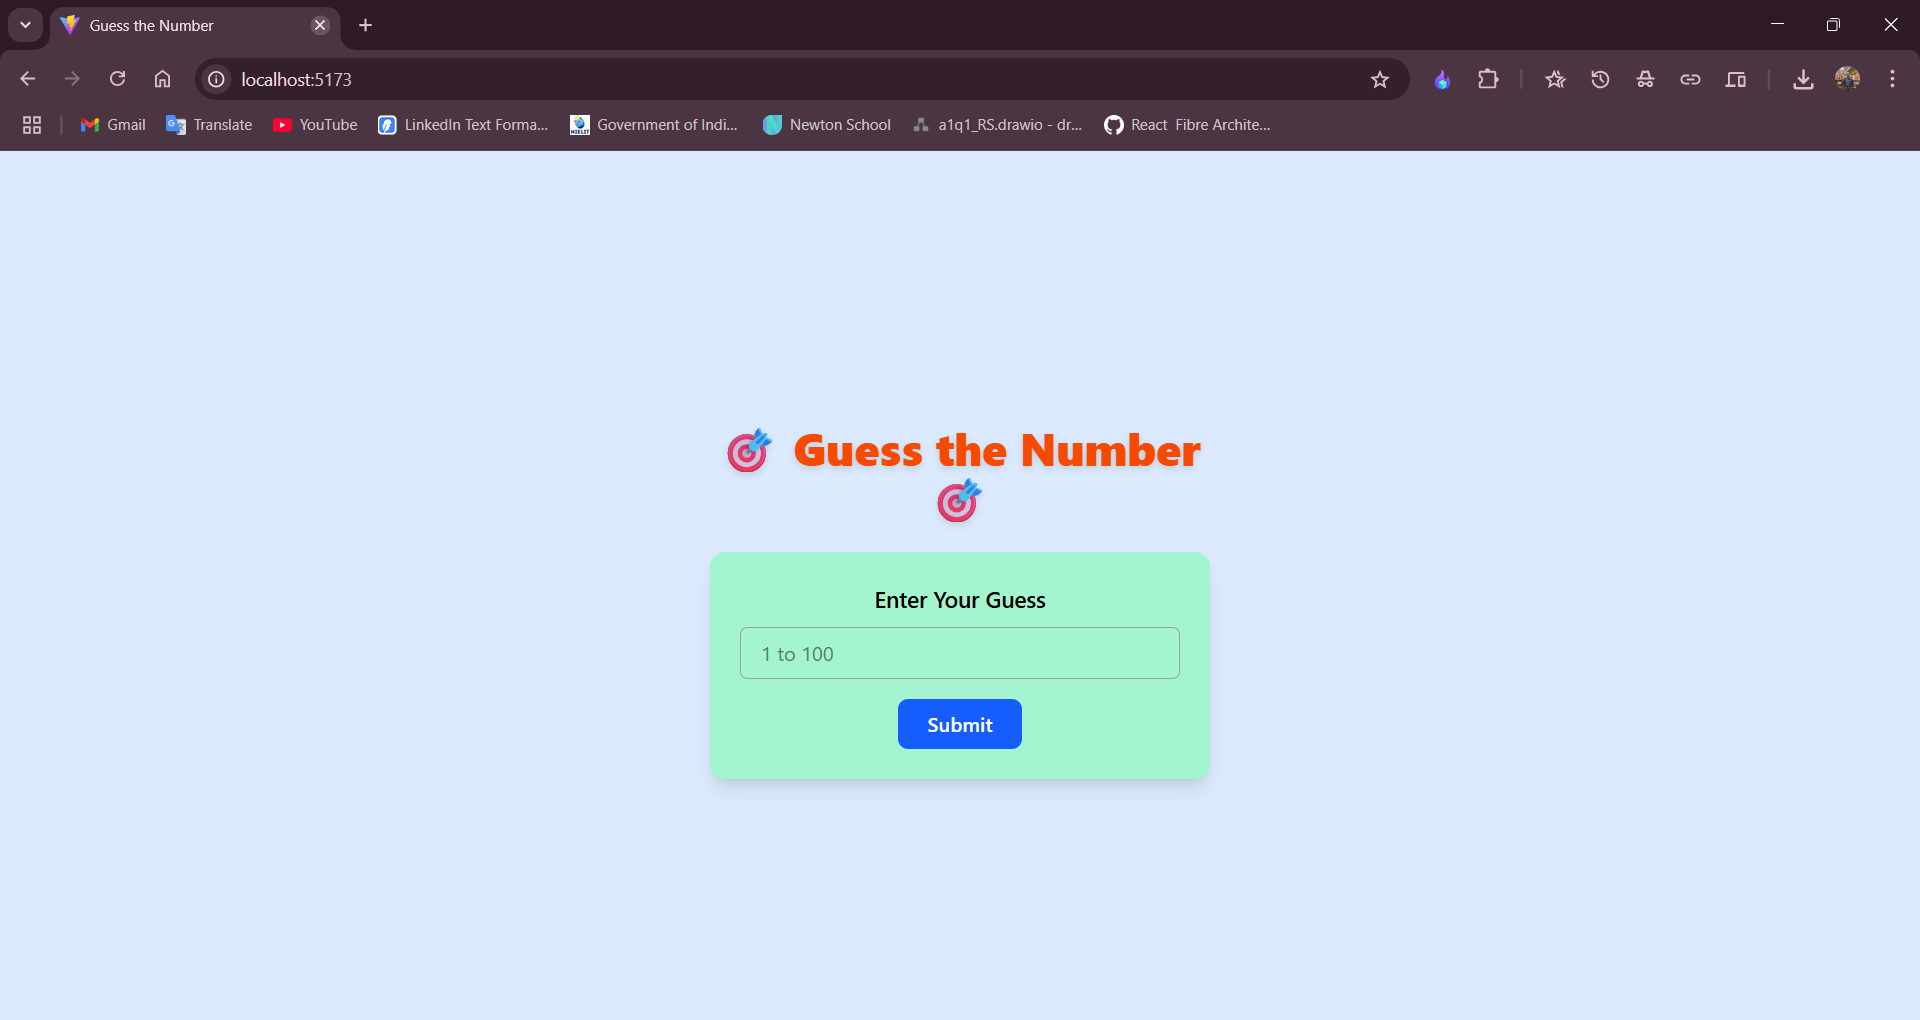 Guess the Number
localhost:5173
Gmail Translate YouTube LinkedIn Text Forma... Government of Indi... Newton School a1q1_RS.drawio - dr... React Fibre Archite...
🎯 Guess the Number
🎯
Enter Your Guess
1 to 100
Submit